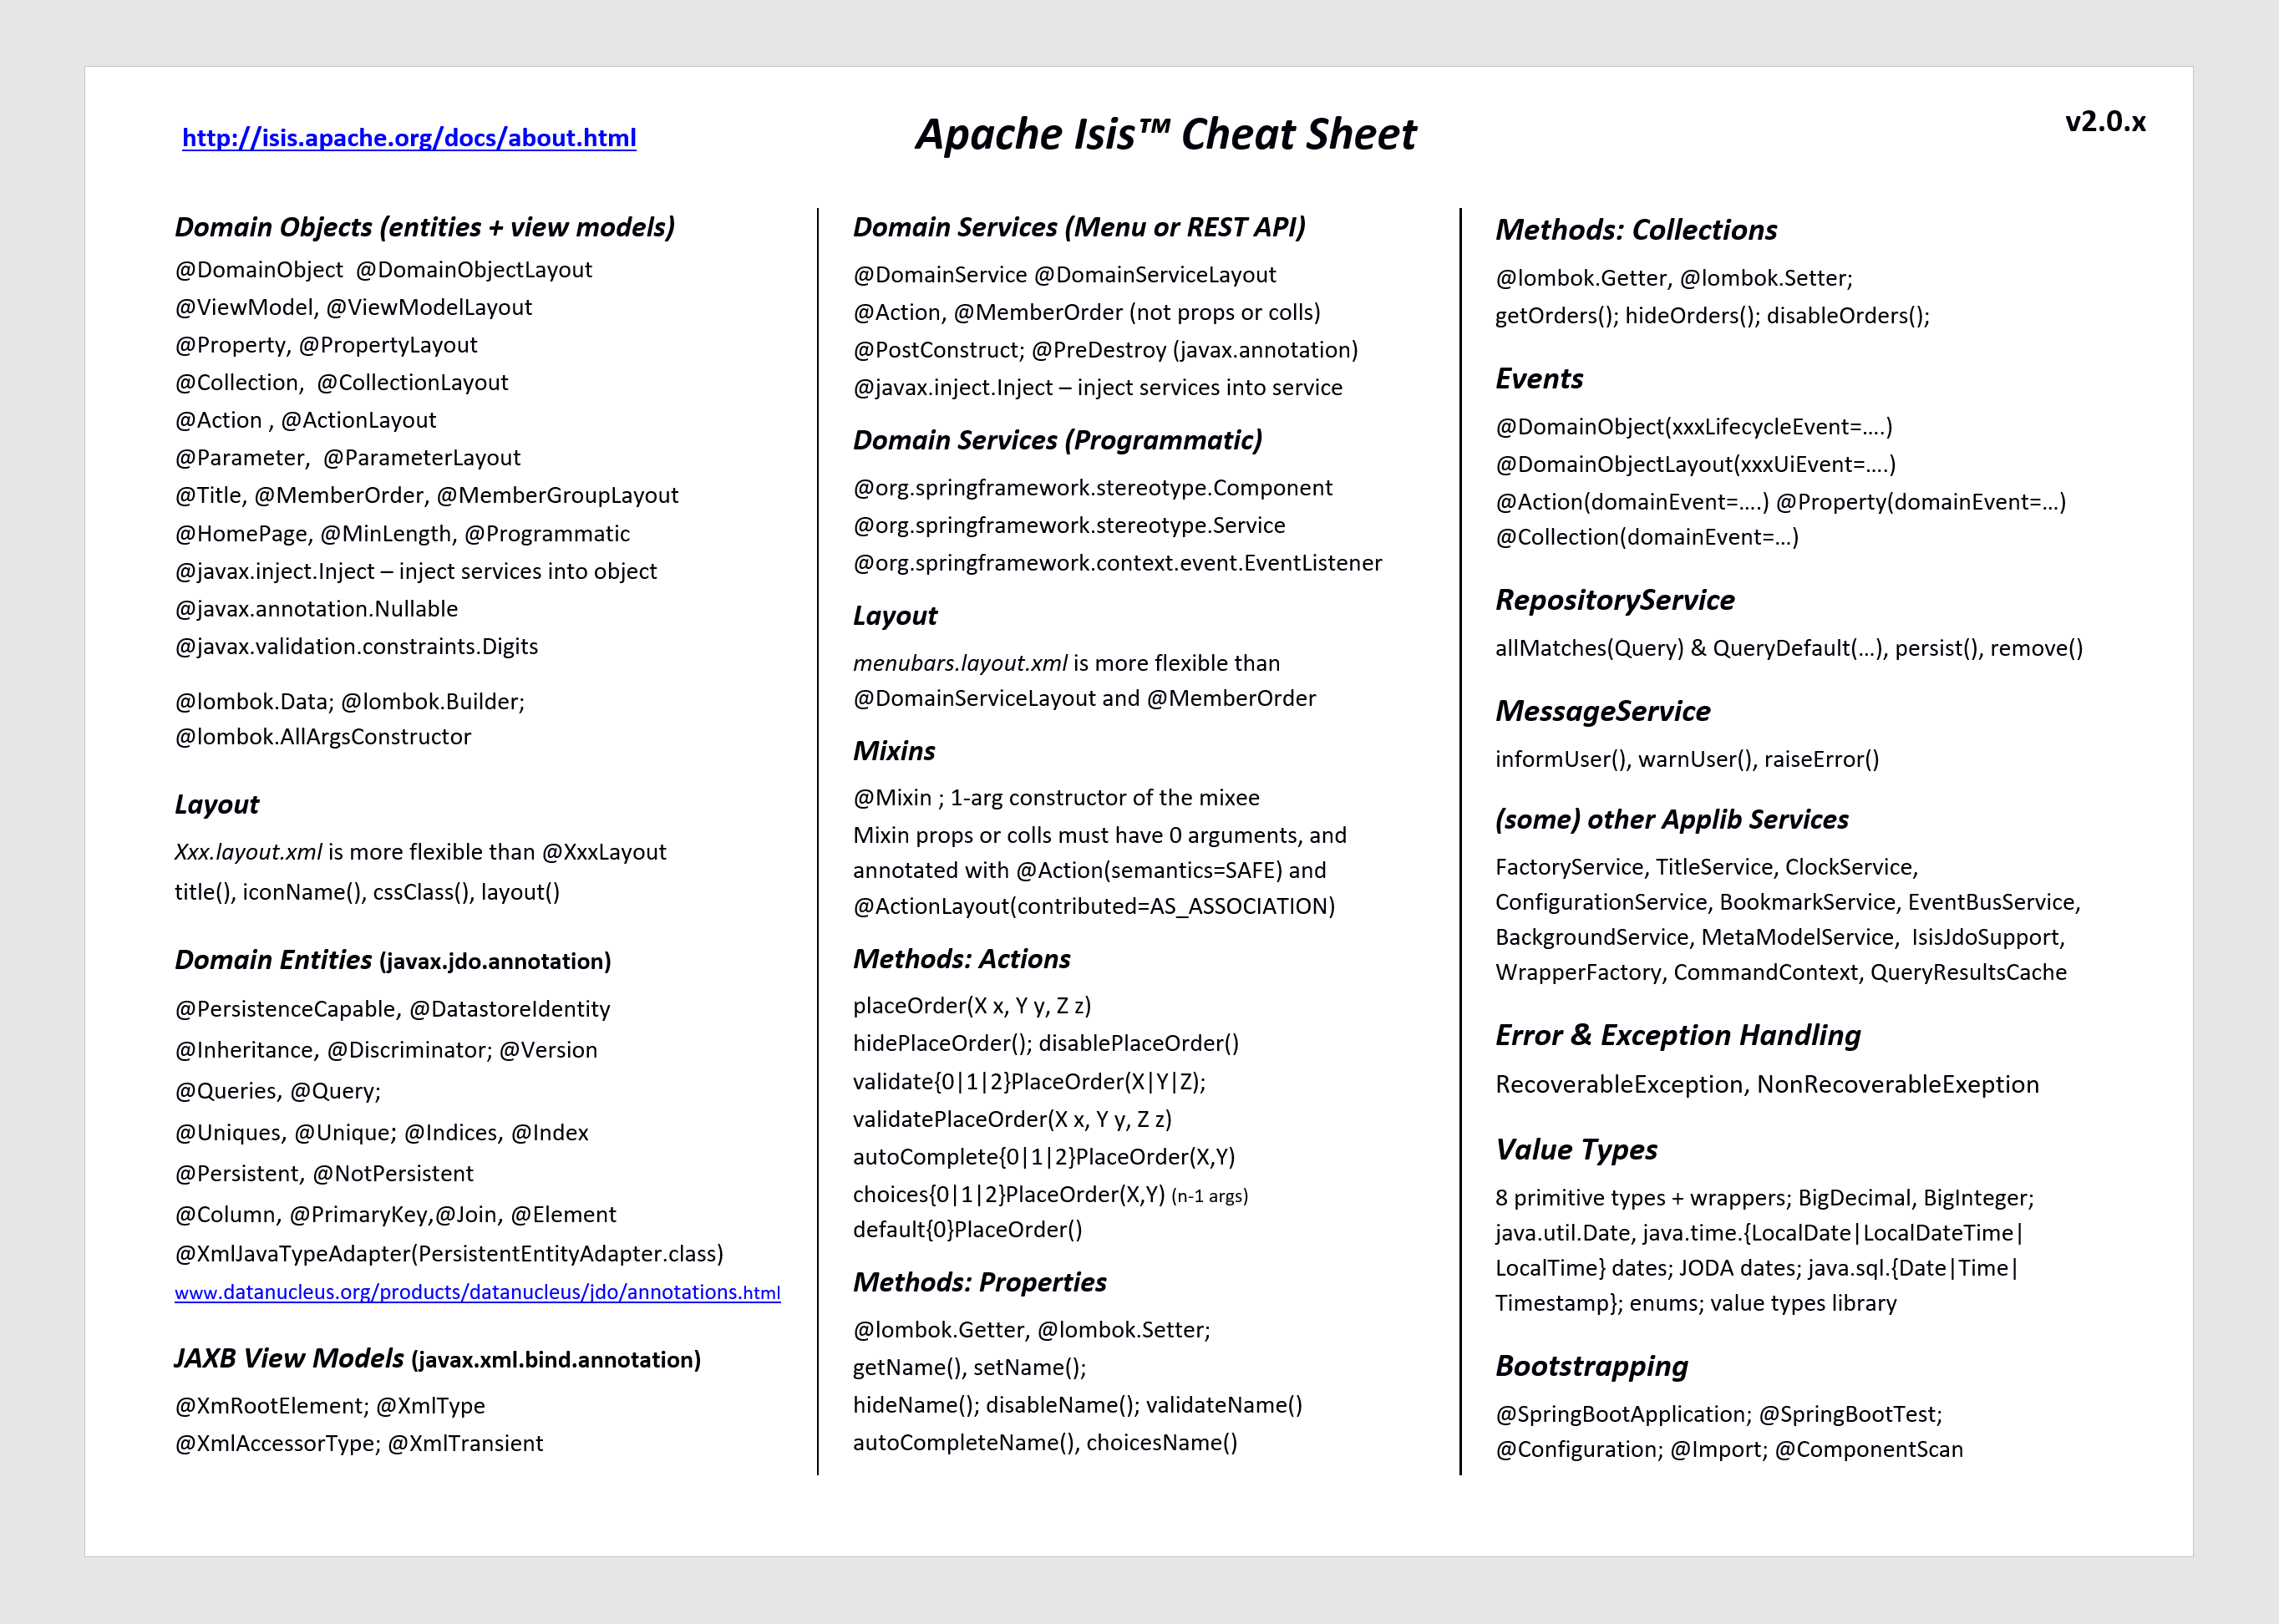 http://isis.apache.org/docs/about.html
Apache Isis™ Cheat Sheet
v2.0.x
Domain Objects (entities + view models)
@DomainObject  @DomainObjectLayout
@ViewModel, @ViewModelLayout
@Property, @PropertyLayout
@Collection,  @CollectionLayout
@Action , @ActionLayout
@Parameter,  @ParameterLayout
@Title, @MemberOrder, @MemberGroupLayout
@HomePage, @MinLength, @Programmatic
@javax.inject.Inject – inject services into object
@javax.annotation.Nullable
@javax.validation.constraints.Digits
@lombok.Data; @lombok.Builder;
@lombok.AllArgsConstructor
Layout
Xxx.layout.xml is more flexible than @XxxLayout
title(), iconName(), cssClass(), layout()
Domain Entities (javax.jdo.annotation)
@PersistenceCapable, @DatastoreIdentity
@Inheritance, @Discriminator; @Version
@Queries, @Query;
@Uniques, @Unique; @Indices, @Index
@Persistent, @NotPersistent
@Column, @PrimaryKey,@Join, @Element
@XmlJavaTypeAdapter(PersistentEntityAdapter.class)
www.datanucleus.org/products/datanucleus/jdo/annotations.html
JAXB View Models (javax.xml.bind.annotation)
@XmRootElement; @XmlType
@XmlAccessorType; @XmlTransient
Domain Services (Menu or REST API)
@DomainService @DomainServiceLayout
@Action, @MemberOrder (not props or colls)
@PostConstruct; @PreDestroy (javax.annotation)
@javax.inject.Inject – inject services into service
Domain Services (Programmatic)
@org.springframework.stereotype.Component
@org.springframework.stereotype.Service
@org.springframework.context.event.EventListener
Layout
menubars.layout.xml is more flexible than
@DomainServiceLayout and @MemberOrder
Mixins
@Mixin ; 1-arg constructor of the mixee
Mixin props or colls must have 0 arguments, and
annotated with @Action(semantics=SAFE) and
@ActionLayout(contributed=AS_ASSOCIATION)
Methods: Actions
placeOrder(X x, Y y, Z z)
hidePlaceOrder(); disablePlaceOrder()
validate{0|1|2}PlaceOrder(X|Y|Z);
validatePlaceOrder(X x, Y y, Z z)
autoComplete{0|1|2}PlaceOrder(X,Y)
choices{0|1|2}PlaceOrder(X,Y) (n-1 args)
default{0}PlaceOrder()
Methods: Properties
@lombok.Getter, @lombok.Setter;
getName(), setName();
hideName(); disableName(); validateName()
autoCompleteName(), choicesName()
Methods: Collections
@lombok.Getter, @lombok.Setter;
getOrders(); hideOrders(); disableOrders();
Events
@DomainObject(xxxLifecycleEvent=….)
@DomainObjectLayout(xxxUiEvent=….)
@Action(domainEvent=….) @Property(domainEvent=…)
@Collection(domainEvent=…)
RepositoryService
allMatches(Query) & QueryDefault(…), persist(), remove()
MessageService
informUser(), warnUser(), raiseError()
(some) other Applib Services
FactoryService, TitleService, ClockService,
ConfigurationService, BookmarkService, EventBusService,
BackgroundService, MetaModelService,  IsisJdoSupport,
WrapperFactory, CommandContext, QueryResultsCache
Error & Exception Handling
RecoverableException, NonRecoverableExeption
Value Types
8 primitive types + wrappers; BigDecimal, BigInteger;
java.util.Date, java.time.{LocalDate|LocalDateTime|
LocalTime} dates; JODA dates; java.sql.{Date|Time|
Timestamp}; enums; value types library
Bootstrapping
@SpringBootApplication; @SpringBootTest;
@Configuration; @Import; @ComponentScan